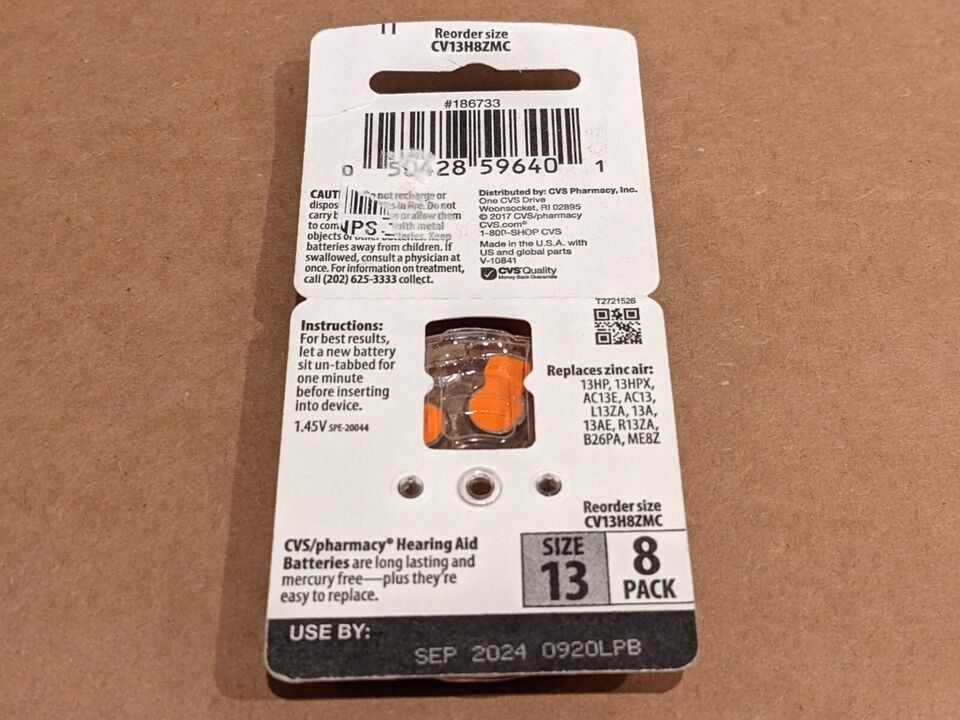 Reorder size
CV13H8ZMC
#186733
0 50428 59640 1
not recharge or
in fire. Do not
carry
or allow them
with metal
objects or other batteries. Keep
batteries away from children. If
swallowed, consult a physician at
once. For information on treatment,
call (202) 625-3333 collect.
Distributed by: CVS Pharmacy, Inc.
One CVS Drive
Woonsocket, RI 02895
© 2017 CVS/pharmacy
CVS.com®
1-800-SHOP CVS
Made in the U.S.A. with
US and global parts
V-10841
CVS Quality
Money Back Guarantee
T2721526
Instructions:
For best results,
let a new battery
sit un-tabbed for
one minute
before inserting
into device.
1.45V SPE-20044
Replaces zinc air:
13HP, 13HPX,
AC13E, AC13,
L13ZA, 13A,
13AE, R13ZA,
B26PA, ME8Z
Reorder size
CV13H8ZMC
CVS/pharmacy® Hearing Aid
Batteries are long lasting and
mercury free—plus they're
easy to replace.
SIZE
13
8
PACK
USE BY:
SEP 2024 0920LPB